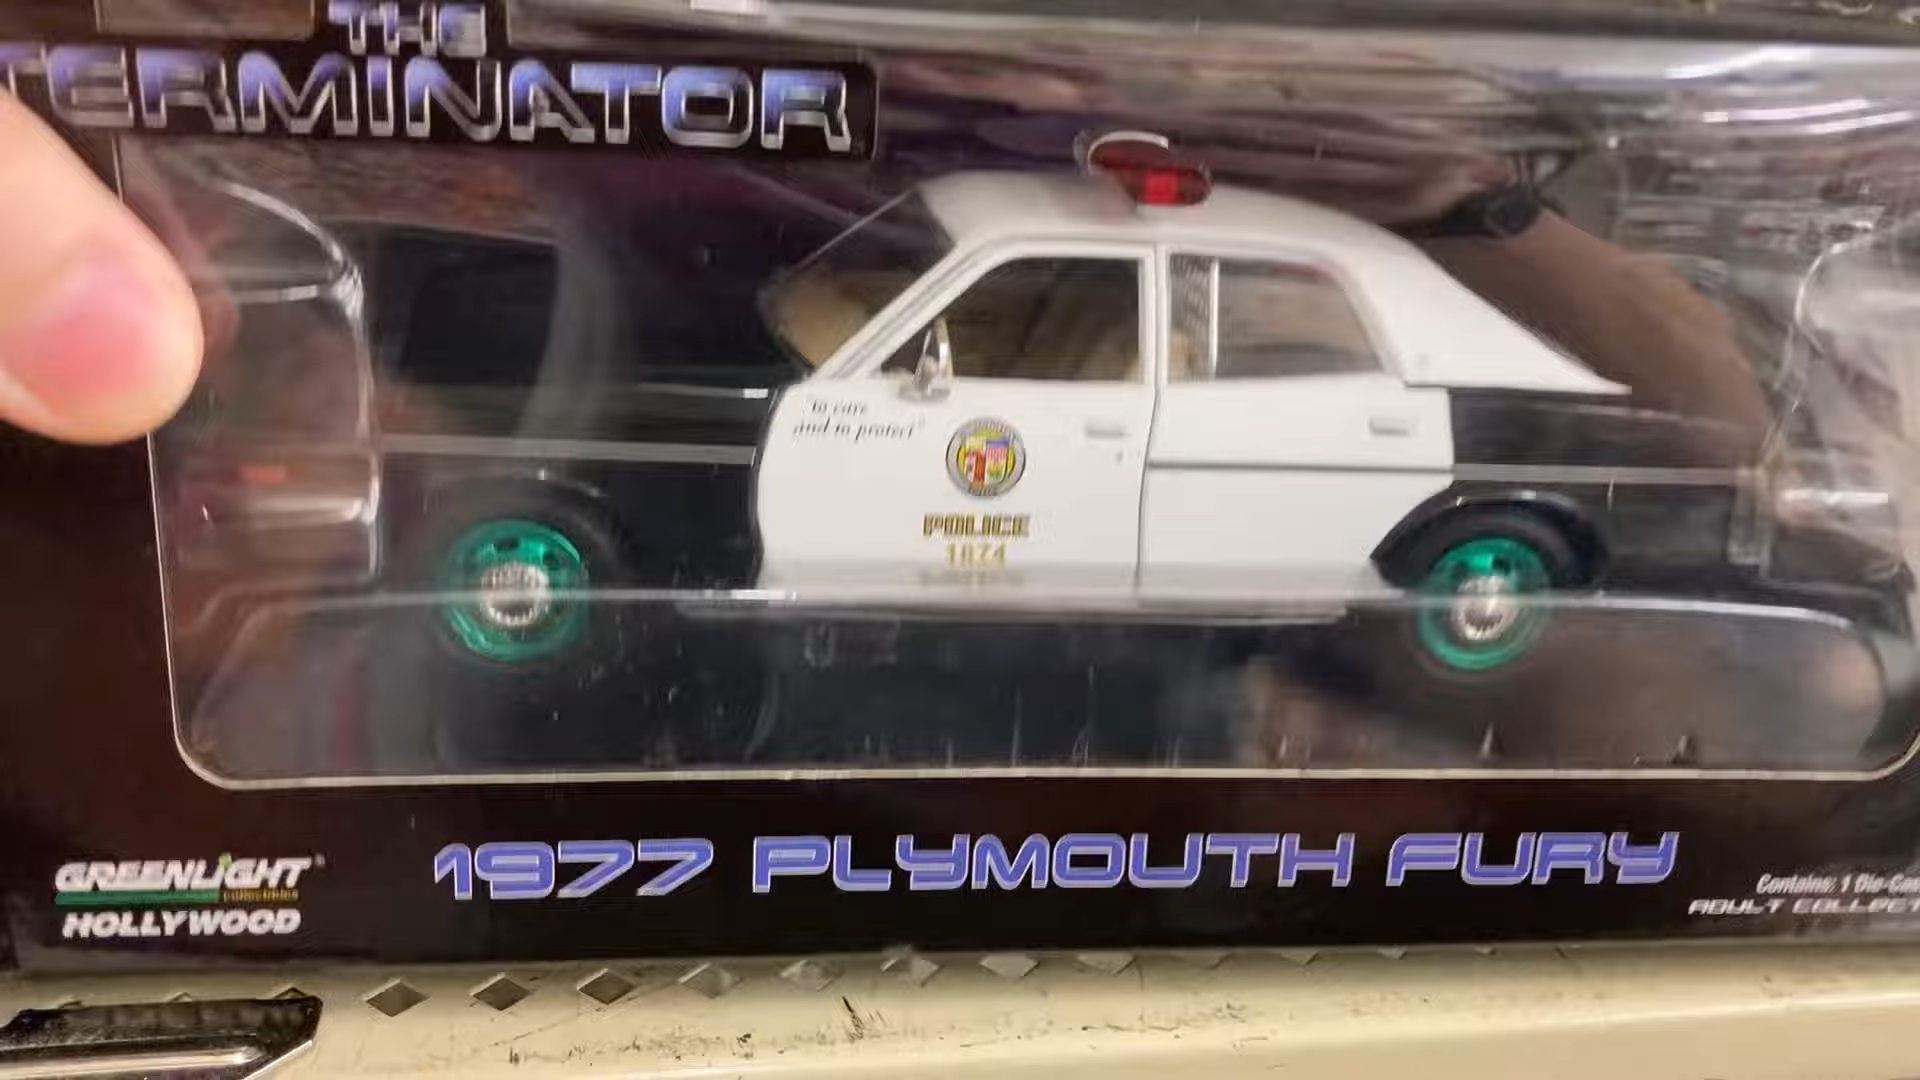 THE
TERMINATOR
"to care
and to protect"
POLICE
1874
1977 PLYMOUTH FURY
GREENLIGHT
collectibles
HOLLYWOOD
Contains: 1 Die-Cas
ADULT COLLECT